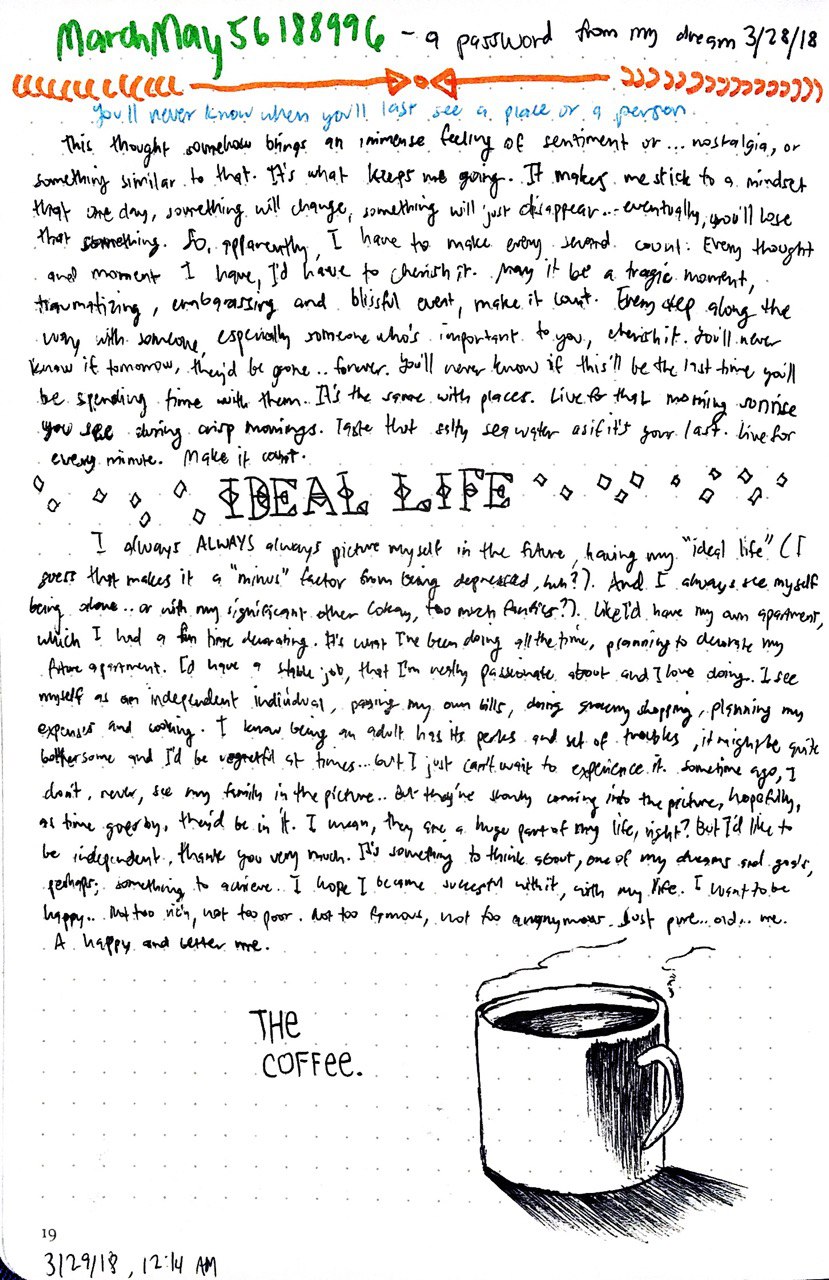 MarchMay56188996 - a password from my dream 3/28/18
You'll never know when you'll last see a place or a person.
This thought somehow brings an immense feeling of sentiment or... nostalgia, or
something similar to that. It's what keeps me going. It makes me stick to a mindset
that one day, something will change, something will just disappear... eventually, you'll lose
that something. So, apparently, I have to make every second count. Every thought
and moment I have, I'd have to cherish it. May it be a tragic moment,
traumatizing, embarassing and blissful event, make it count. Every step along the
way with someone, especially someone who's important to you, cherish it. You'll never
know if tomorrow, they'd be gone.. forever. You'll never know if this'll be the last time you'll
be spending time with them. It's the same with places. Live for that morning sunrise
you see during crisp mornings. Taste that salty sea water as if it's your last. Live for
every minute. Make it count.
IDEAL LIFE
I always ALWAYS always picture myself in the future, having my "ideal life" (I
guess that makes it a "minus" factor from being depressed, huh?). And I always see myself
being alone.. or with my significant other (okay, too much fantasies?). Like I'd have my own apartment,
which I had a fun time decorating. It's what I've been doing all the time, planning to decorate my
future apartment. I'd have a stable job, that I'm really passionate about and I love doing. I see
myself as an independent individual, paying my own bills, doing grocery shopping, planning my
expenses and cooking. I know being an adult has its perks and set of troubles, it might be quite
bothersome and I'd be regretful at times... but I just can't wait to experience it. Sometime ago, I
don't, never, see my family in the picture.. But they're slowly coming into the picture, hopefully,
as time goes by, they'd be in it. I mean, they are a huge part of my life, right? But I'd like to
be independent, thank you very much. It's something to think about, one of my dreams and goals,
perhaps; something to achieve. I hope I become sucessful with it, with my life. I want to be
happy.. Not too rich, not too poor. Not too famous, not too anonymous. Just pure... old... me.
A happy and better me.
THE
COFFEE.
19
3/29/18, 12:14 AM